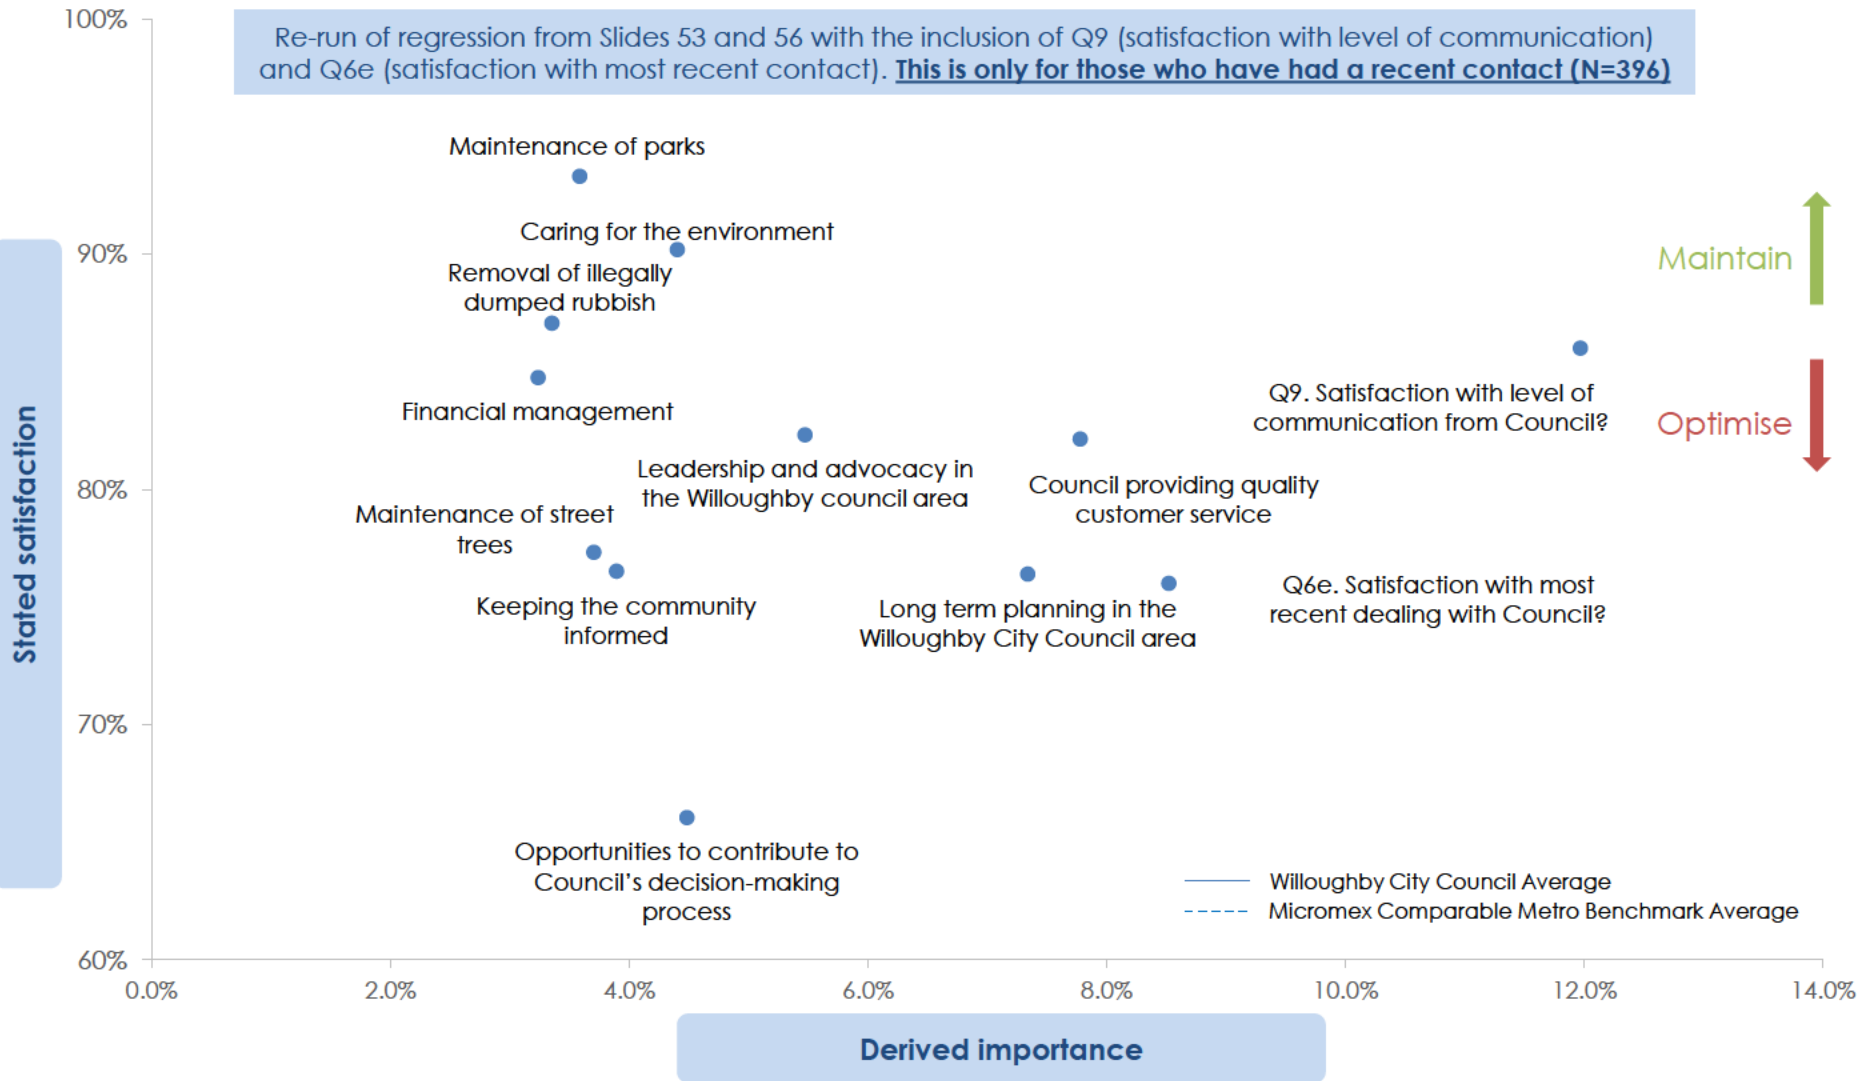 Re-run of regression from Slides 53 and 56 with the inclusion of Q9 (satisfaction with level of communication)
and Q6e (satisfaction with most recent contact). This is only for those who have had a recent contact (N=396)
100%
90%
80%
70%
60%
Stated satisfaction
Maintenance of parks
Caring for the environment
Removal of illegally
dumped rubbish
Financial management
Leadership and advocacy in
the Willoughby council area
Council providing quality
customer service
Q9. Satisfaction with level of
communication from Council?
Maintain
Optimise
Maintenance of street
trees
Keeping the community
informed
Long term planning in the
Willoughby City Council area
Q6e. Satisfaction with most
recent dealing with Council?
Opportunities to contribute to
Council’s decision-making
process
Willoughby City Council Average
Micromex Comparable Metro Benchmark Average
0.0%
2.0%
4.0%
6.0%
8.0%
10.0%
12.0%
14.0%
Derived importance